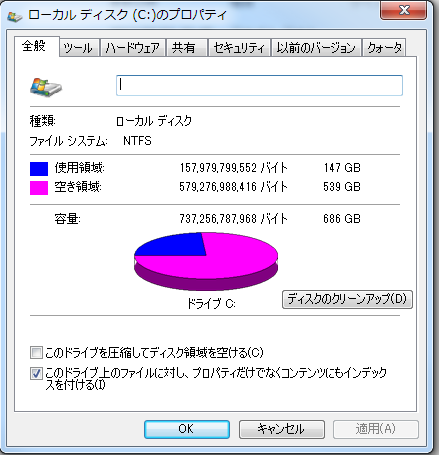 ローカル ディスク (C:)のプロパティ
全般 ツール ハードウェア 共有 セキュリティ 以前のバージョン クォータ
種類: ローカル ディスク
ファイル システム: NTFS
使用領域: 157,979,799,552 バイト 147 GB
空き領域: 579,276,988,416 バイト 539 GB
容量: 737,256,787,968 バイト 686 GB
ドライブ C:
ディスクのクリーンアップ(D)
このドライブを圧縮してディスク領域を空ける(C)
このドライブ上のファイルに対し、プロパティだけでなくコンテンツにもインデック
スを付ける(I)
OK キャンセル 適用(A)